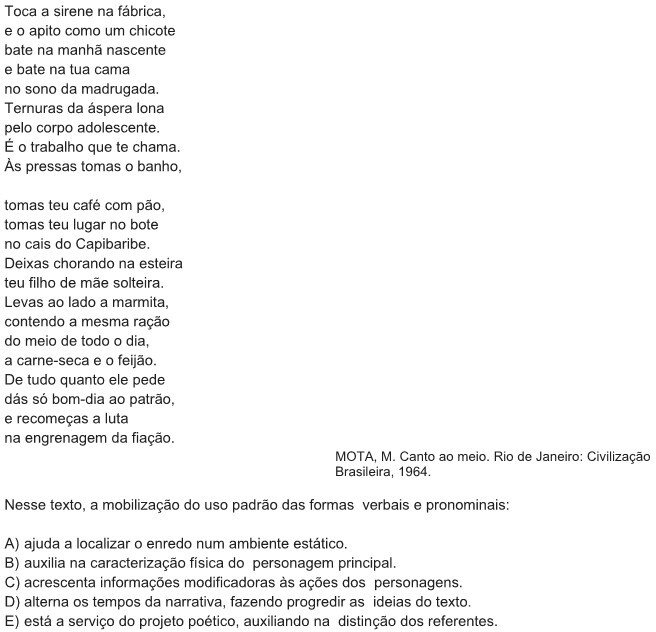 Toca a sirene na fábrica,
e o apito como um chicote
bate na manhã nascente
e bate na tua cama
no sono da madrugada.
Ternuras da áspera lona
pelo corpo adolescente.
É o trabalho que te chama.
Às pressas tomas o banho,
tomas teu café com pão,
tomas teu lugar no bote
no cais do Capibaribe.
Deixas chorando na esteira
teu filho de mãe solteira.
Levas ao lado a marmita,
contendo a mesma ração
do meio de todo o dia,
a carne-seca e o feijão.
De tudo quanto ele pede
dás só bom-dia ao patrão,
e recomeças a luta
na engrenagem da fiação.
MOTA, M. Canto ao meio. Rio de Janeiro: Civilização
Brasileira, 1964.
Nesse texto, a mobilização do uso padrão das formas verbais e pronominais:
A) ajuda a localizar o enredo num ambiente estático.
B) auxilia na caracterização física do personagem principal.
C) acrescenta informações modificadoras às ações dos personagens.
D) alterna os tempos da narrativa, fazendo progredir as ideias do texto.
E) está a serviço do projeto poético, auxiliando na distinção dos referentes.